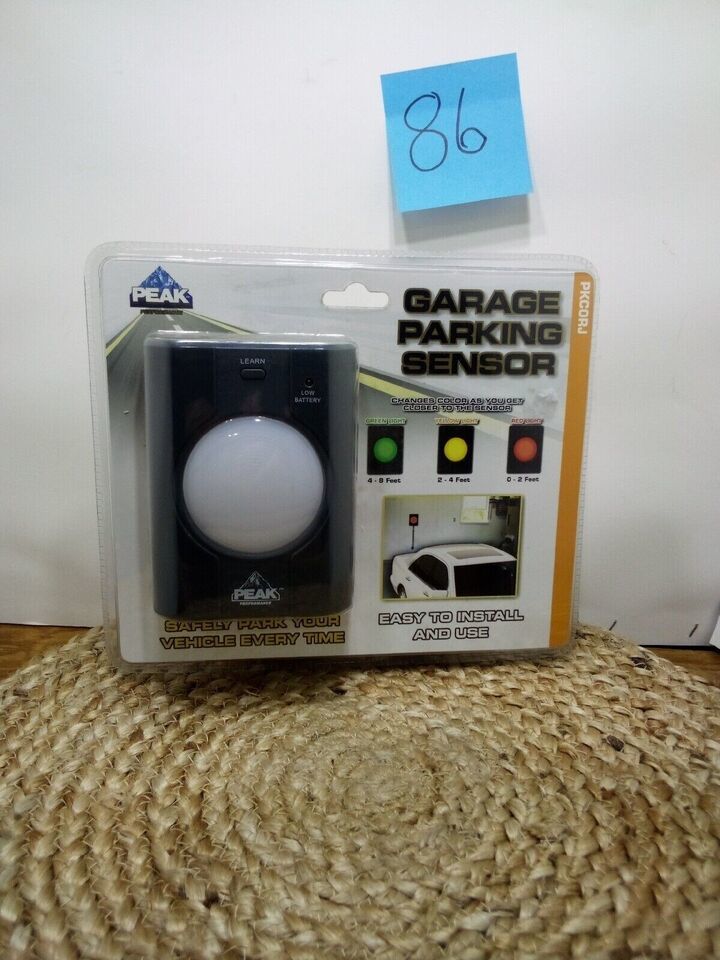 86
PEAK
PERFORMANCE
GARAGE
PARKING
SENSOR
PKC0RJ
LEARN
LOW
BATTERY
CHANGES COLOR AS YOU GET
CLOSER TO THE SENSOR
GREEN LIGHT
YELLOW LIGHT
RED LIGHT
4 - 8 Feet
2 - 4 Feet
0 - 2 Feet
PEAK
PERFORMANCE
SAFELY PARK YOUR
VEHICLE EVERY TIME
EASY TO INSTALL
AND USE